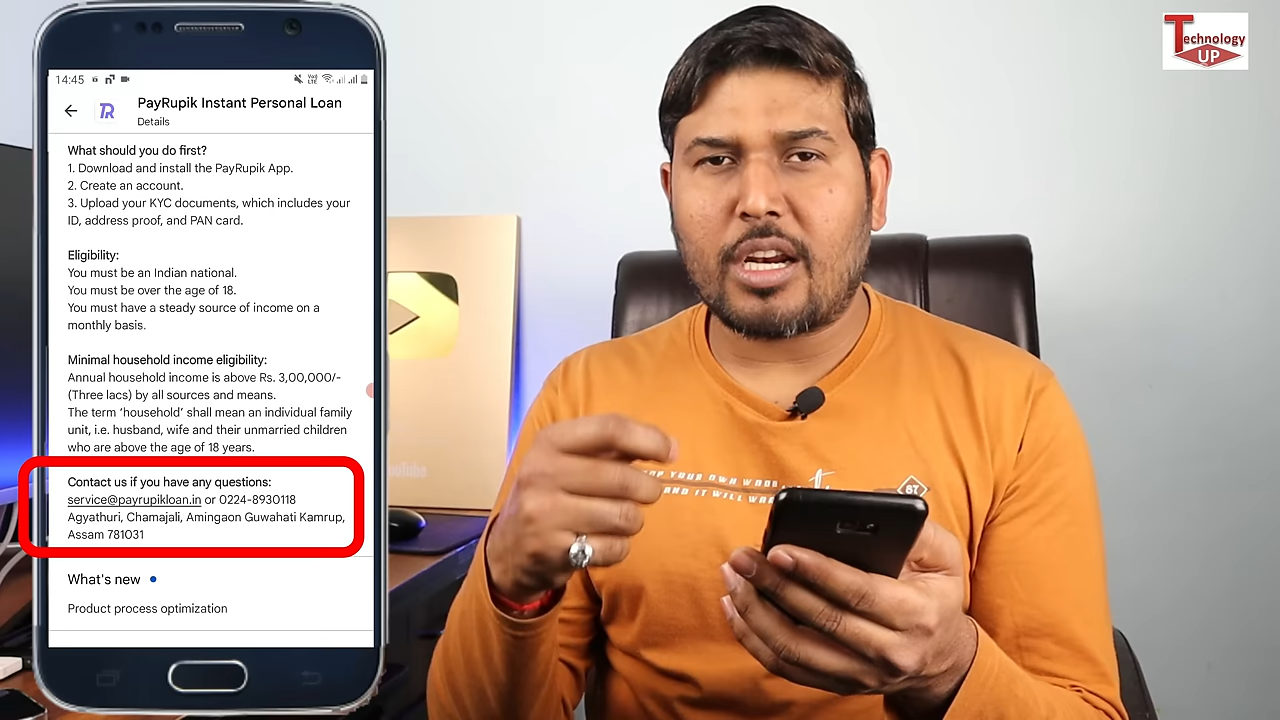 14:45
PayRupik Instant Personal Loan
Details
What should you do first?
1. Download and install the PayRupik App.
2. Create an account.
3. Upload your KYC documents, which includes your
ID, address proof, and PAN card.
Eligibility:
You must be an Indian national.
You must be over the age of 18.
You must have a steady source of income on a
monthly basis.
Minimal household income eligibility:
Annual household income is above Rs. 3,00,000/-
(Three lacs) by all sources and means.
The term ‘household’ shall mean an individual family
unit, i.e. husband, wife and their unmarried children
who are above the age of 18 years.
Contact us if you have any questions:
service@payrupikloan.in or 0224-8930118
Agyathuri, Chamajali, Amingaon Guwahati Kamrup,
Assam 781031
What's new
Product process optimization
Technology
UP
YOUR OWN
AND IT WILL